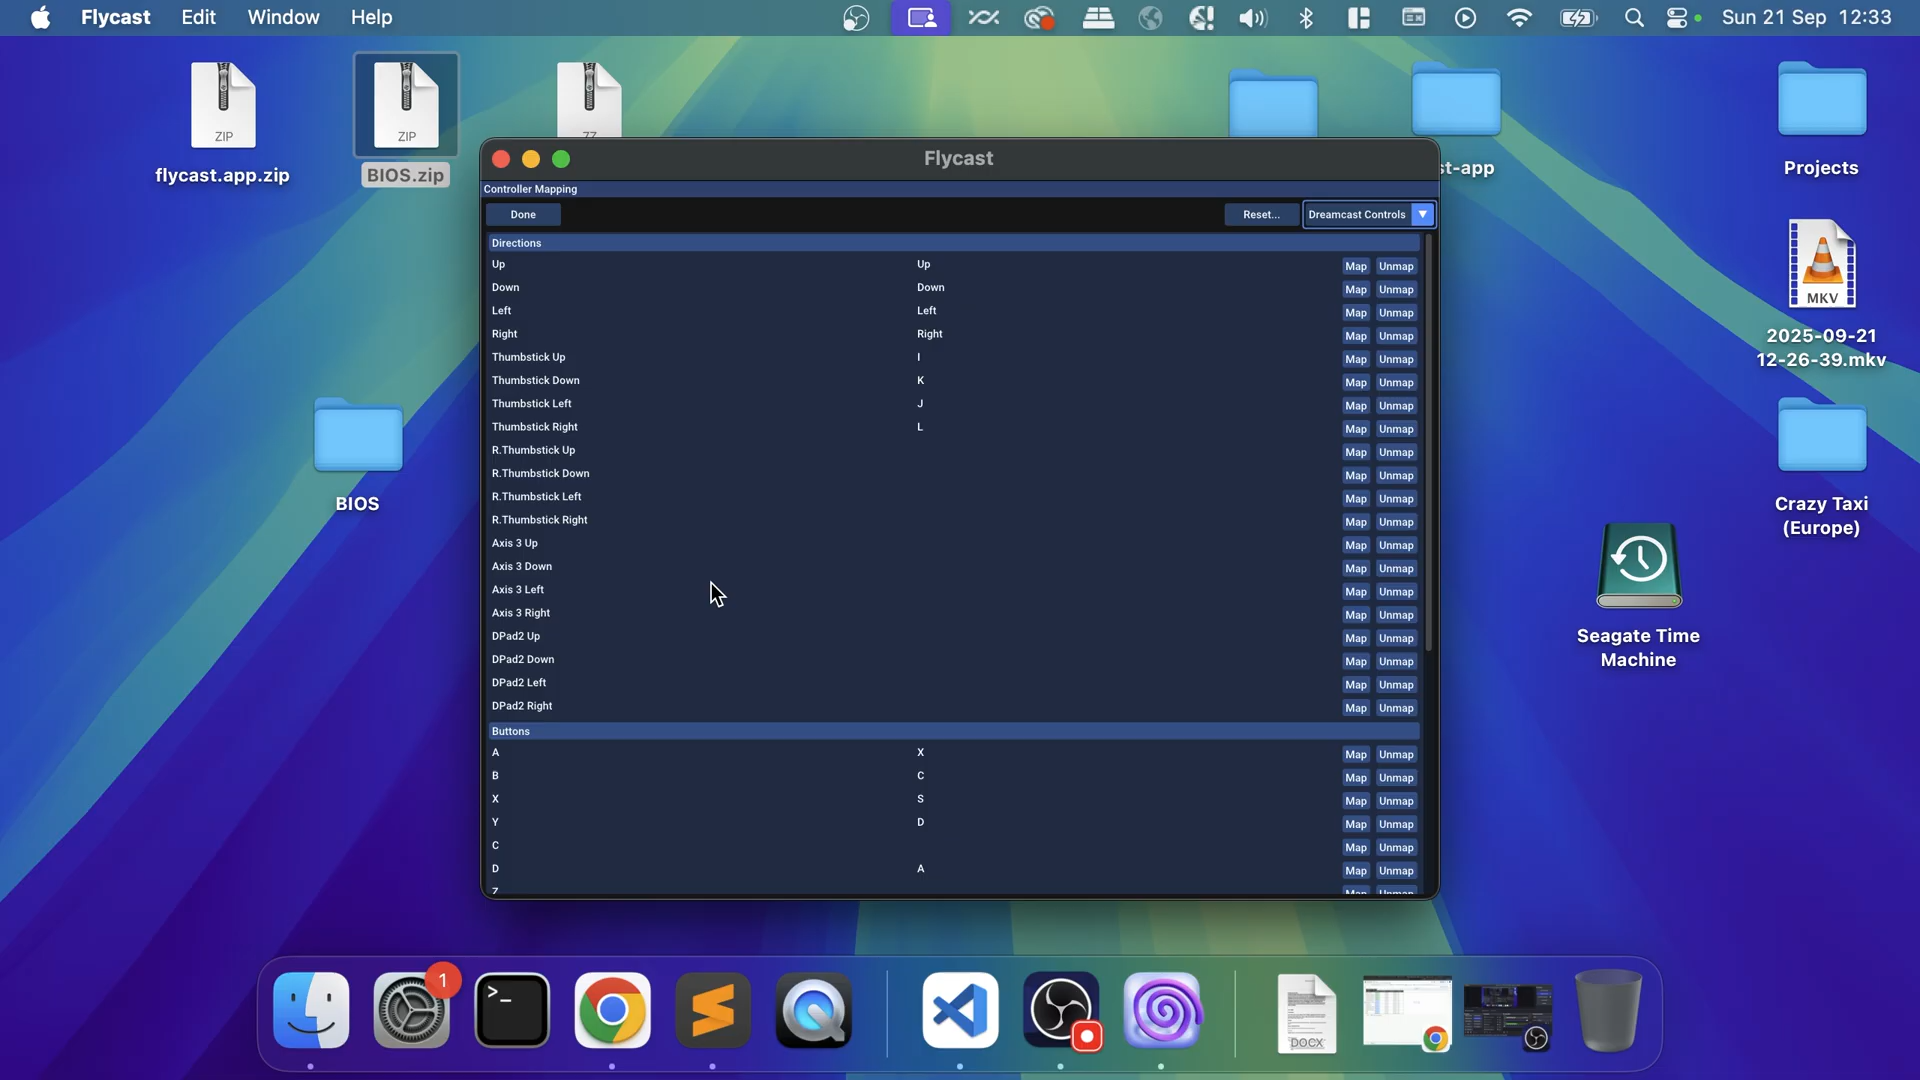 Flycast Edit Window Help Sun 21 Sep 12:33
ZIP
flycast.app.zip
ZIP
BIOS.zip
st-app
Projects
MKV
2025-09-21
12-26-39.mkv
BIOS
Crazy Taxi
(Europe)
Seagate Time
Machine
Flycast
Controller Mapping
Done Reset... Dreamcast Controls
Directions
Up Up Map Unmap
Down Down Map Unmap
Left Left Map Unmap
Right Right Map Unmap
Thumbstick Up I Map Unmap
Thumbstick Down K Map Unmap
Thumbstick Left J Map Unmap
Thumbstick Right L Map Unmap
R.Thumbstick Up Map Unmap
R.Thumbstick Down Map Unmap
R.Thumbstick Left Map Unmap
R.Thumbstick Right Map Unmap
Axis 3 Up Map Unmap
Axis 3 Down Map Unmap
Axis 3 Left Map Unmap
Axis 3 Right Map Unmap
DPad2 Up Map Unmap
DPad2 Down Map Unmap
DPad2 Left Map Unmap
DPad2 Right Map Unmap
Buttons
A X Map Unmap
B C Map Unmap
X S Map Unmap
Y D Map Unmap
C Map Unmap
D A Map Unmap
Z Map Unmap
1
>_
DOCX